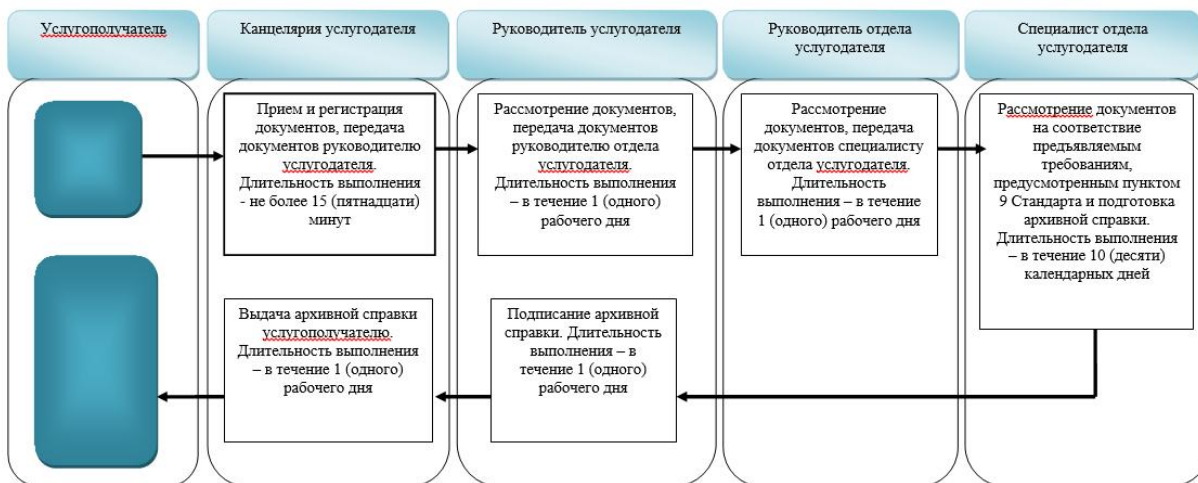 Услугополучатель
Канцелярия услугодателя
Руководитель услугодателя
Руководитель отдела
услугодателя
Специалист отдела
услугодателя
Прием и регистрация
документов, передача
документов руководителю
услугодателя.
Длительность выполнения
- не более 15 (пятнадцати)
минут
Рассмотрение документов,
передача документов
руководителю отдела
услугодателя.
Длительность выполнения
– в течение 1 (одного)
рабочего дня
Рассмотрение
документов, передача
документов специалисту
отдела услугодателя.
Длительность
выполнения – в течение
1 (одного) рабочего дня
Рассмотрение документов
на соответствие
предъявляемым
требованиям,
предусмотренным пунктом
9 Стандарта и подготовка
архивной справки.
Длительность выполнения
– в течение 10 (десяти)
календарных дней
Выдача архивной справки
услугополучателю.
Длительность выполнения
– в течение 1 (одного)
рабочего дня
Подписание архивной
справки. Длительность
выполнения – в
течение 1 (одного)
рабочего дня